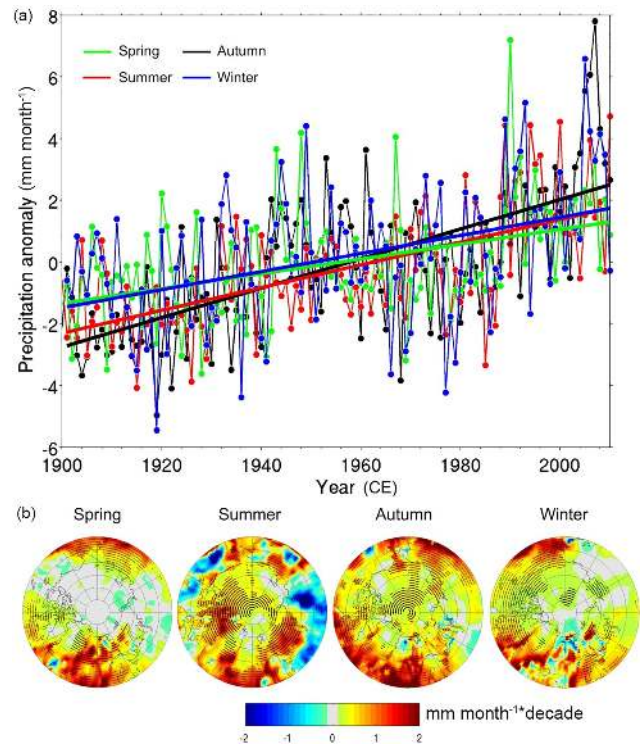 (a)
8
6
4
2
0
-2
-4
-6
Precipitation anomaly (mm month⁻¹)
Spring
Autumn
Summer
Winter
1900
1920
1940
1960
1980
2000
Year (CE)
(b)
Spring
Summer
Autumn
Winter
-2
-1
0
1
2
mm month⁻¹*decade